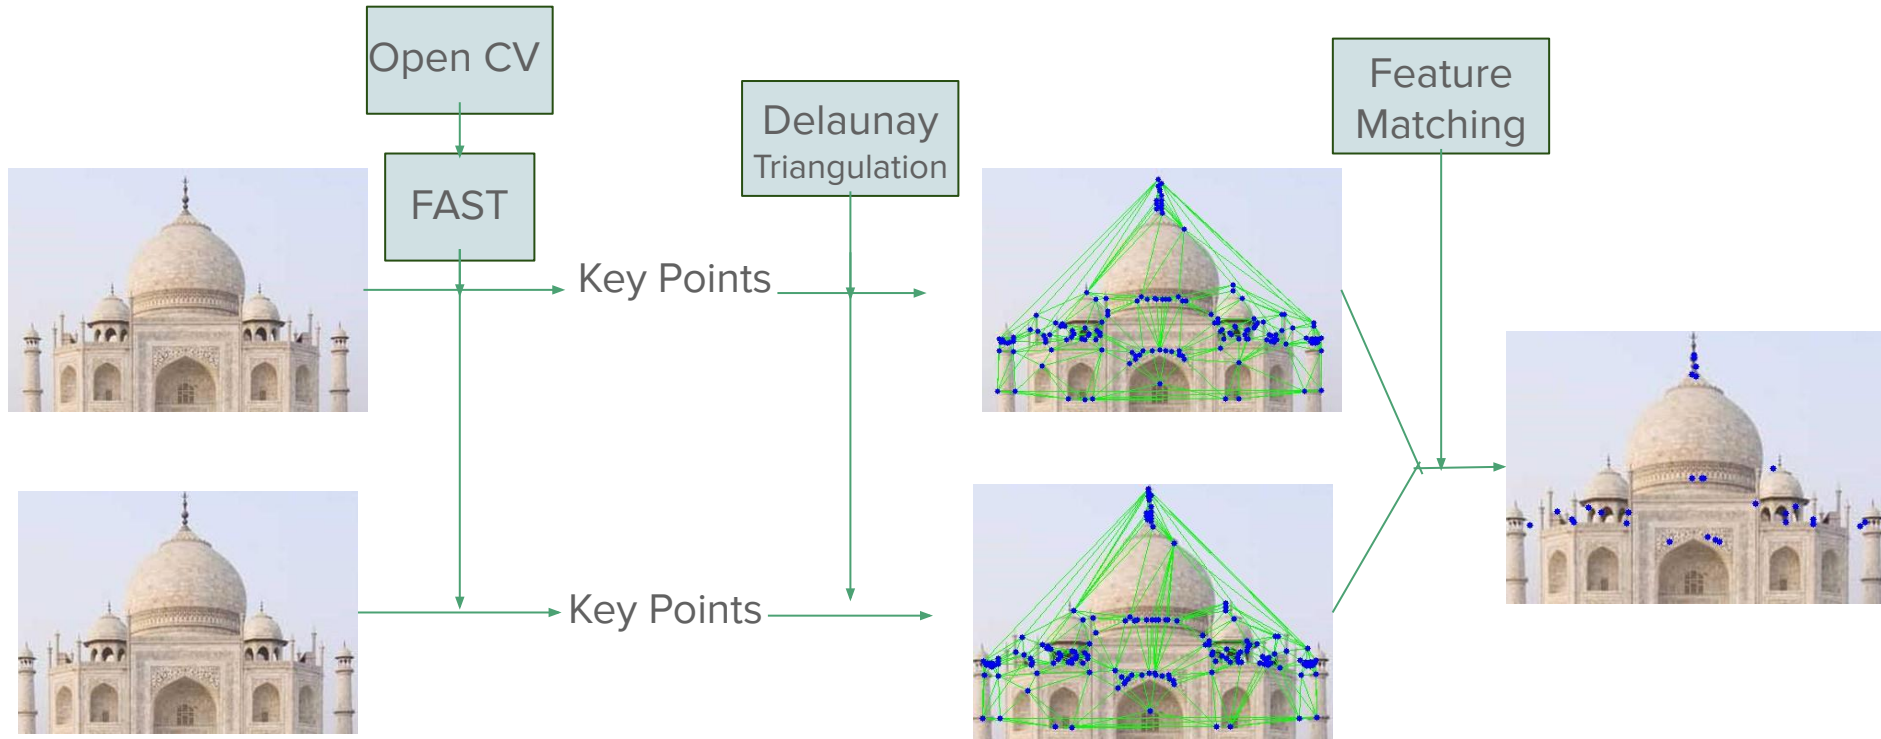 Open CV
FAST
Delaunay
Triangulation
Feature
Matching
Key Points
Key Points